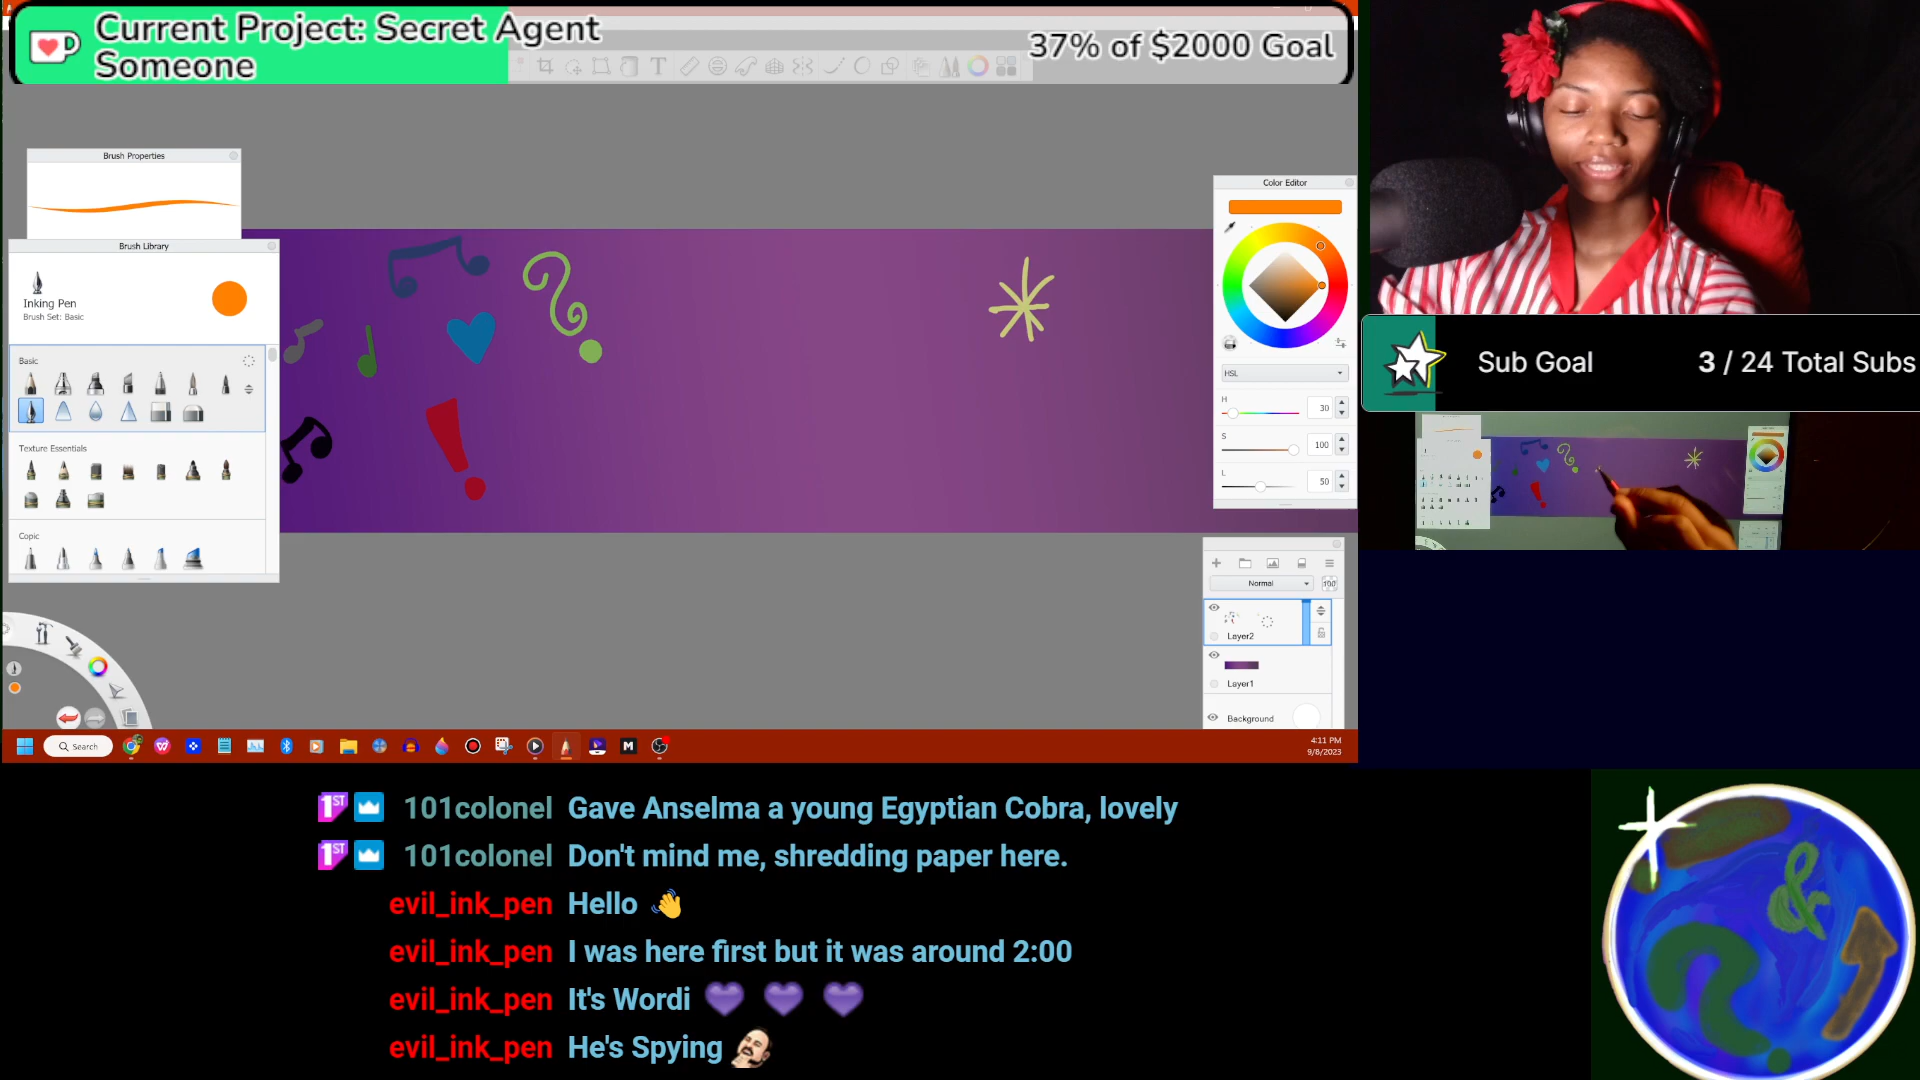 Current Project: Secret Agent
Someone
37% of $2000 Goal
T
Brush Properties
Brush Library
Inking Pen
Brush Set: Basic
Basic
Texture Essentials
Copic
?
!
Color Editor
HSL
H 30
S 100
L 50
Normal
100
Layer2
Layer1
Background
Search
M
4:11 PM
9/8/2023
Sub Goal 3 / 24 Total Subs
1ST 101colonel Gave Anselma a young Egyptian Cobra, lovely
1ST 101colonel Don't mind me, shredding paper here.
evil_ink_pen Hello 👋
evil_ink_pen I was here first but it was around 2:00
evil_ink_pen It's Wordi 💜 💜 💜
evil_ink_pen He's Spying
&
?